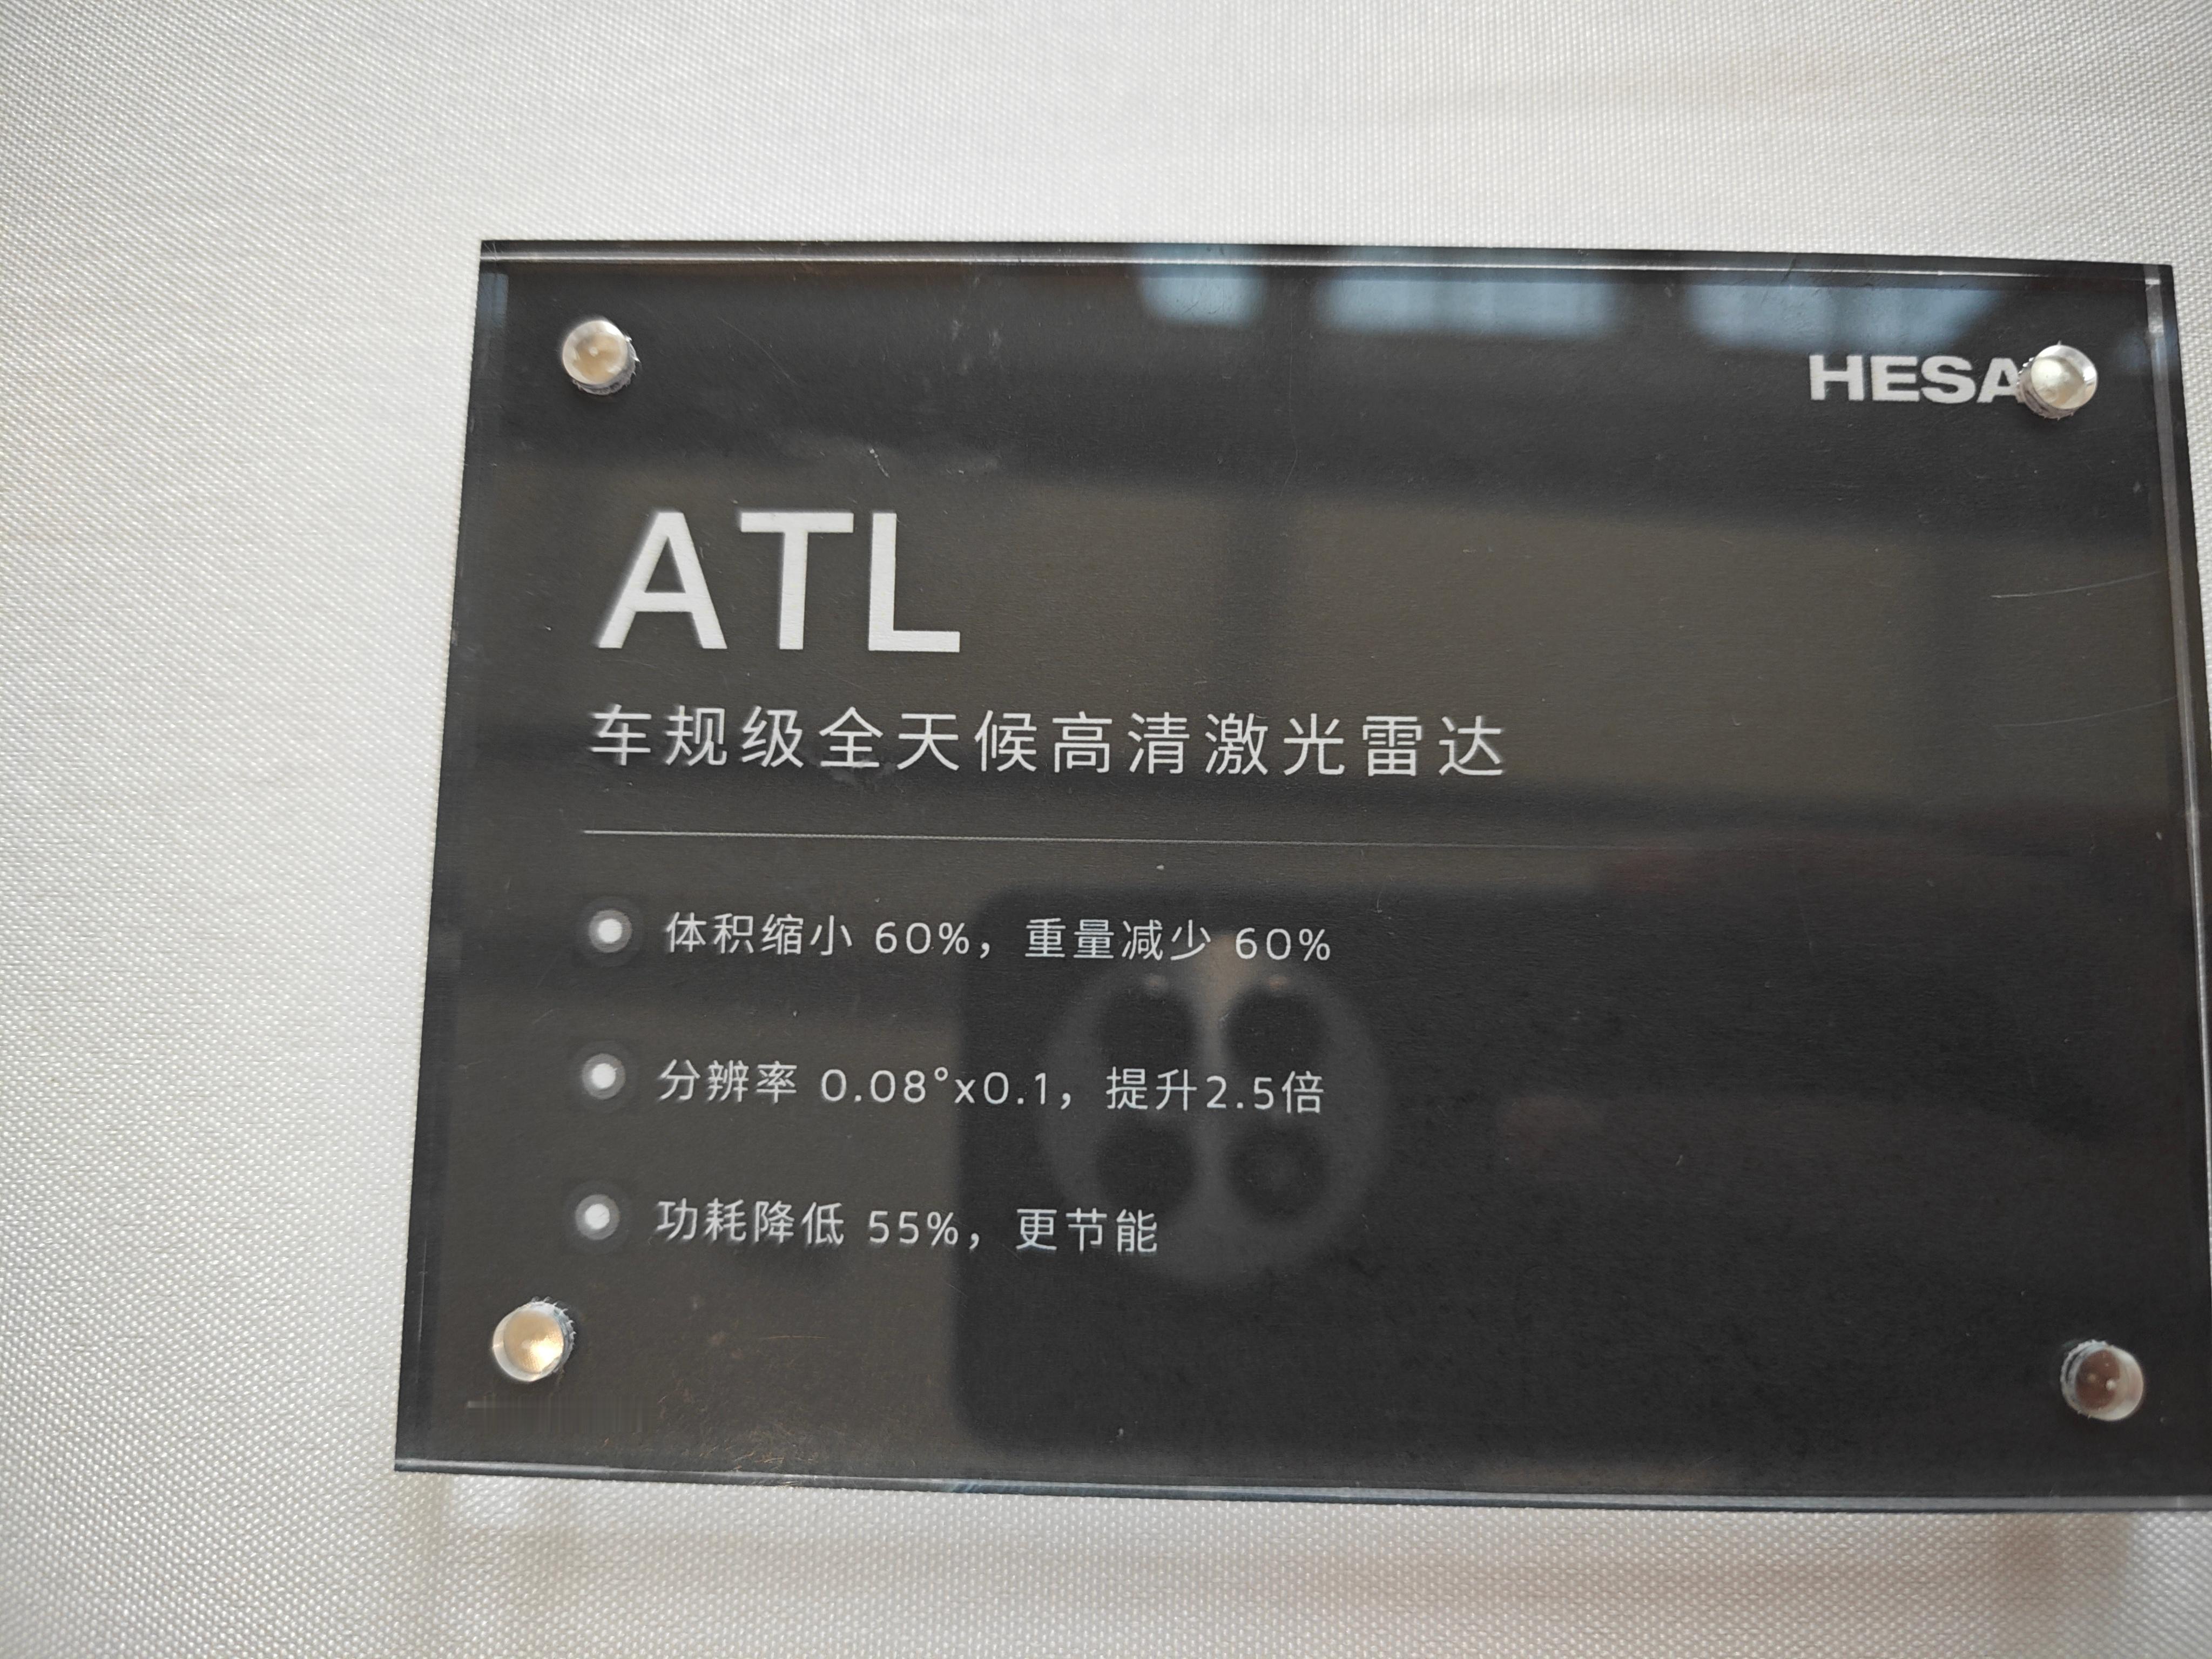 HESA
ATL
车规级全天候高清激光雷达
体积缩小 60%，重量减少 60%
分辨率 0.08°x0.1，提升2.5倍
功耗降低 55%，更节能